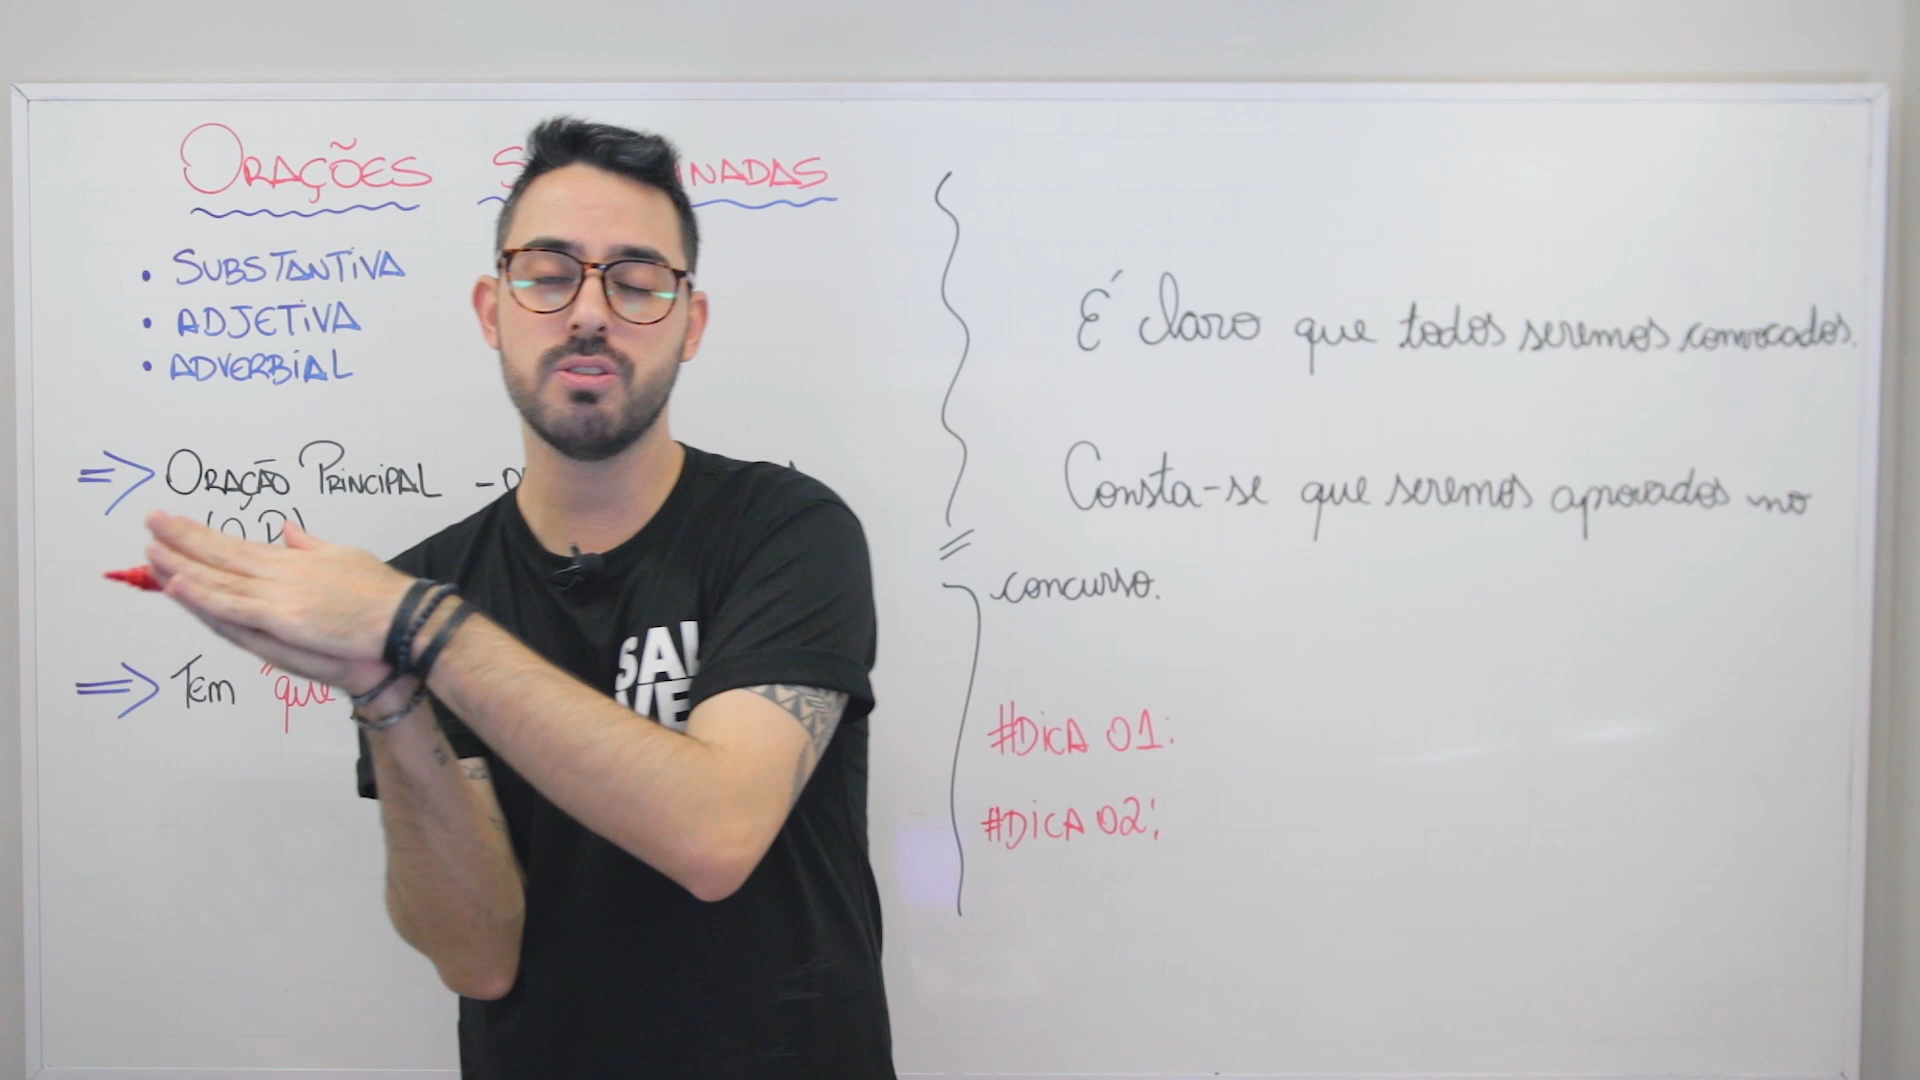 ORAÇÕES
SUBSTANTIVA
ADJETIVA
ADVERBIAL
ORAÇÃO PRINCIPAL
TEM "que
É claro que todos seremos convocados.
Consta-se que seremos aprovados no
concurso.
#DICA 01:
#DICA 02: